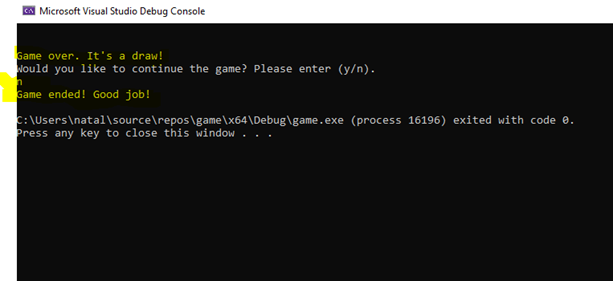 Microsoft Visual Studio Debug Console
Game over. It's a draw!
Would you like to continue the game? Please enter (y/n).
n
Game ended! Good job!
C:\Users\natal\source\repos\game\x64\Debug\game.exe (process 16196) exited with code 0.
Press any key to close this window . . .